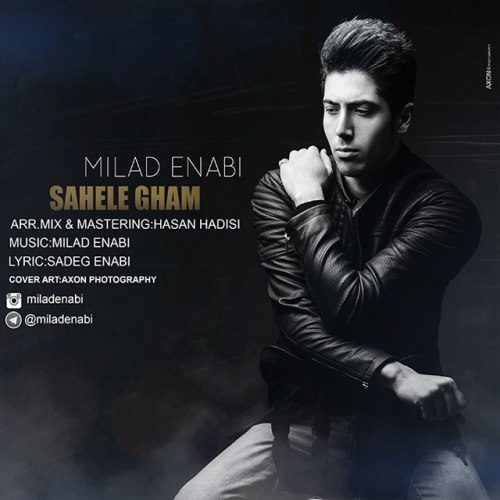 MILAD ENABI
SAHELE GHAM
ARR.MIX & MASTERING:HASAN HADISI
MUSIC:MILAD ENABI
LYRIC:SADEG ENABI
COVER ART:AXON PHOTOGRAPHY
miladenabi
@miladenabi
AXON